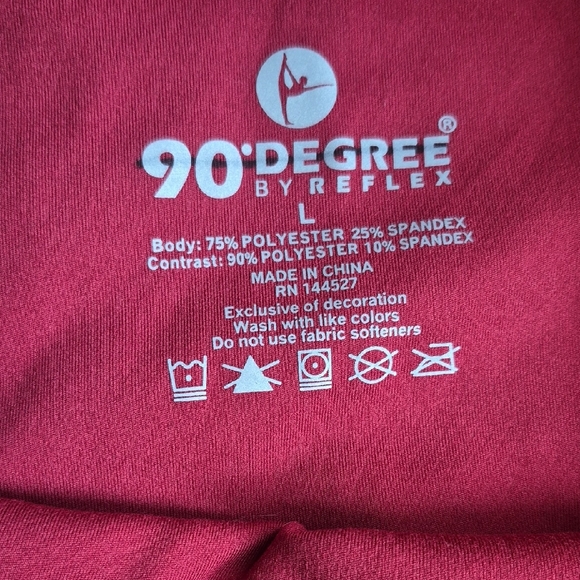 90°DEGREE®
BY REFLEX
L
Body: 75% POLYESTER 25% SPANDEX
Contrast: 90% POLYESTER 10% SPANDEX
MADE IN CHINA
RN 144527
Exclusive of decoration
Wash with like colors
Do not use fabric softeners